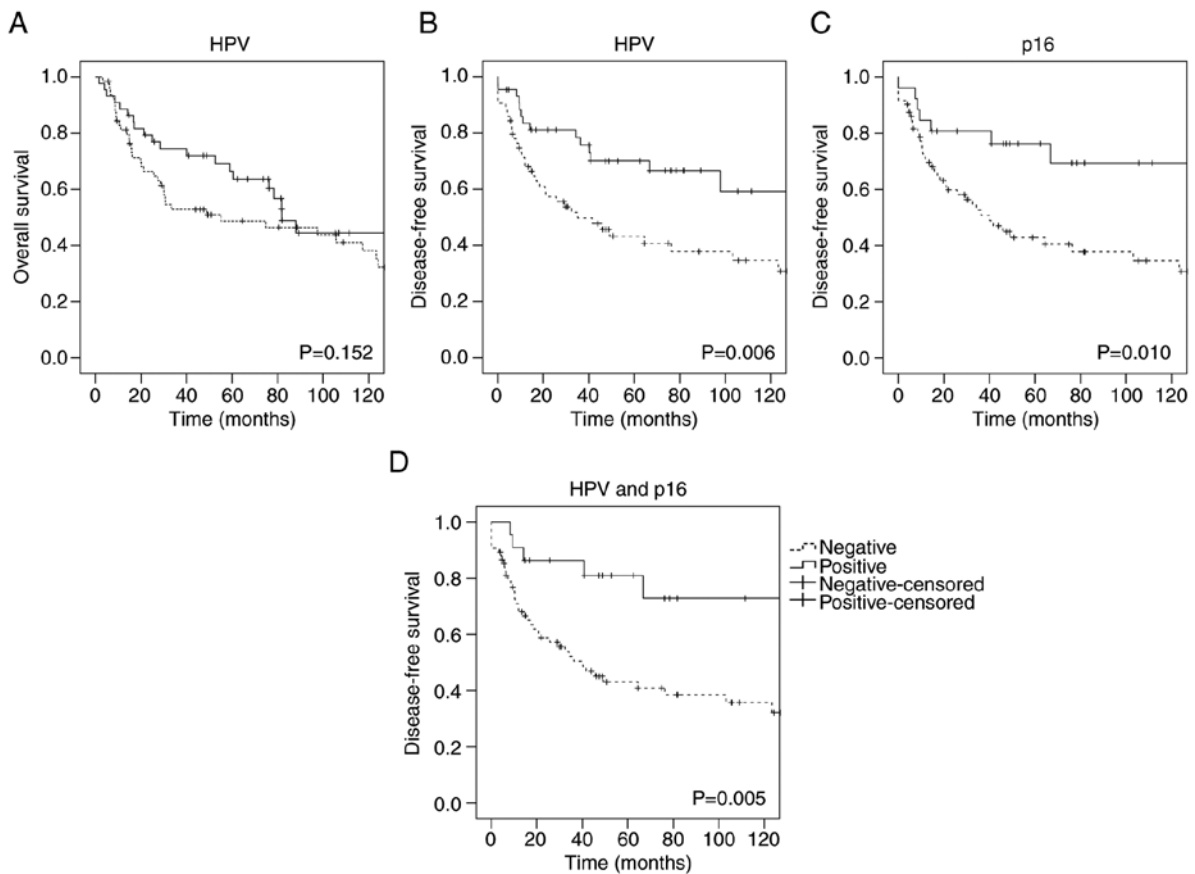 A
HPV
Overall survival
1.0
0.8
0.6
0.4
0.2
0.0
P=0.152
0 20 40 60 80 100 120
Time (months)
B
HPV
Disease-free survival
1.0
0.8
0.6
0.4
0.2
0.0
P=0.006
0 20 40 60 80 100 120
Time (months)
C
p16
Disease-free survival
1.0
0.8
0.6
0.4
0.2
0.0
P=0.010
0 20 40 60 80 100 120
Time (months)
D
HPV and p16
Disease-free survival
1.0
0.8
0.6
0.4
0.2
0.0
P=0.005
0 20 40 60 80 100 120
Time (months)
Negative
Positive
Negative-censored
Positive-censored